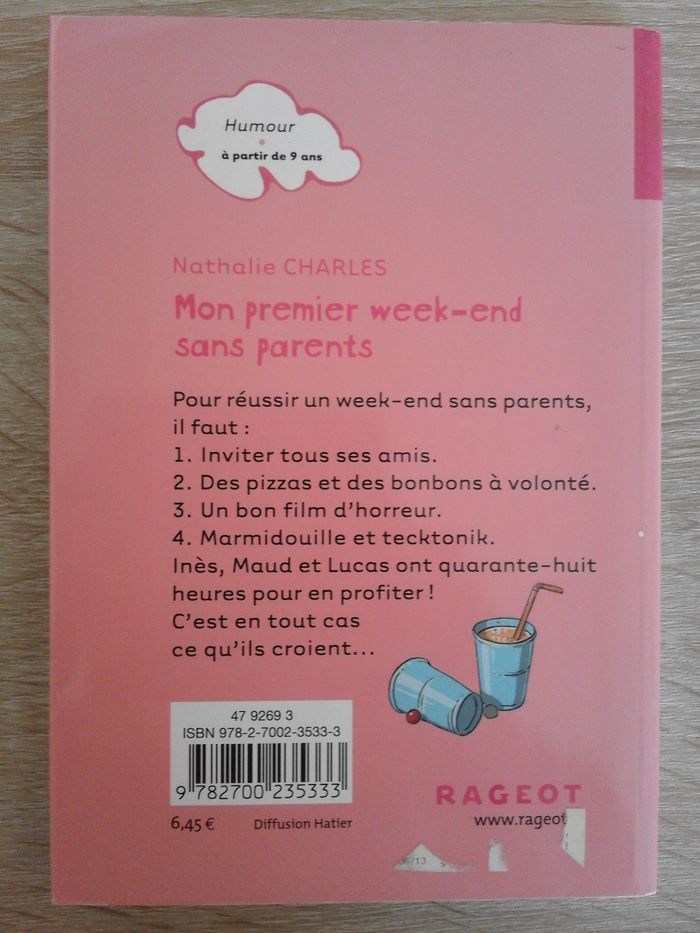 Humour
à partir de 9 ans
Nathalie CHARLES
Mon premier week-end
sans parents
Pour réussir un week-end sans parents,
il faut :
1. Inviter tous ses amis.
2. Des pizzas et des bonbons à volonté.
3. Un bon film d'horreur.
4. Marmidouille et tecktonik.
Inès, Maud et Lucas ont quarante-huit
heures pour en profiter !
C'est en tout cas
ce qu'ils croient...
47 9269 3
ISBN 978-2-7002-3533-3
9 782700 235333
6,45 € Diffusion Hatier
RAGEOT
www.rageot